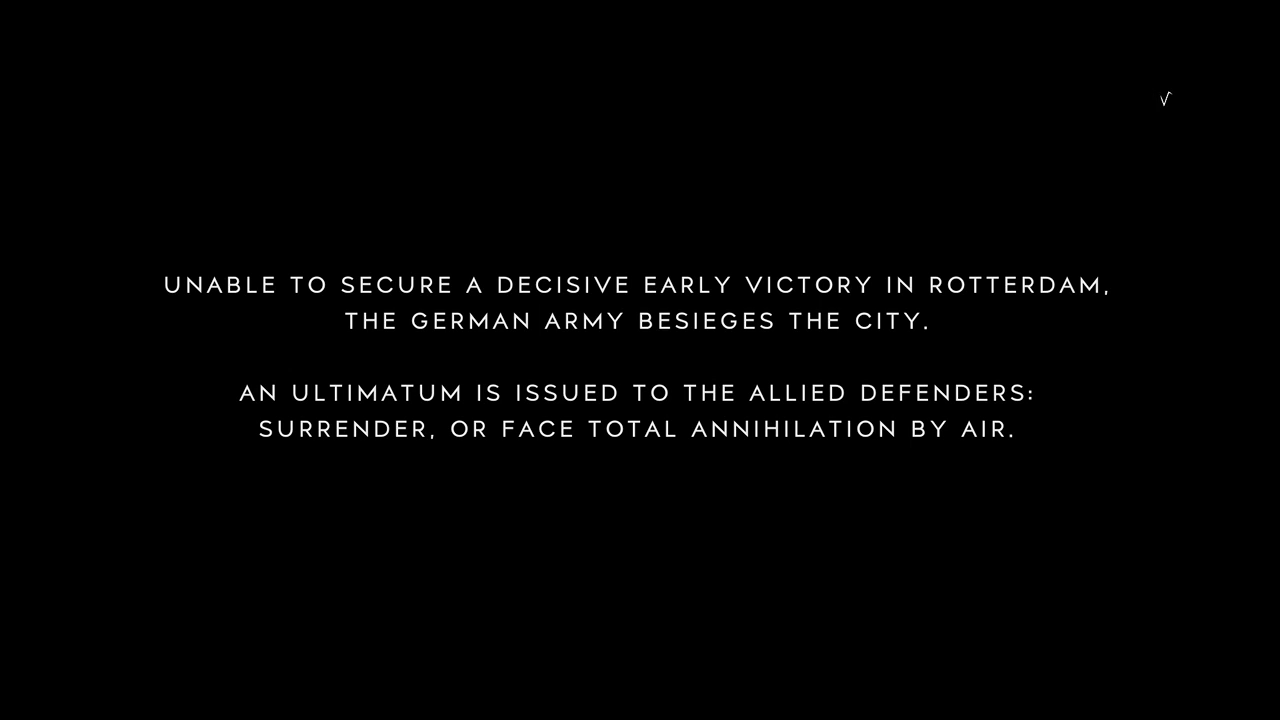 UNABLE TO SECURE A DECISIVE EARLY VICTORY IN ROTTERDAM,
THE GERMAN ARMY BESIEGES THE CITY.
AN ULTIMATUM IS ISSUED TO THE ALLIED DEFENDERS:
SURRENDER, OR FACE TOTAL ANNIHILATION BY AIR.